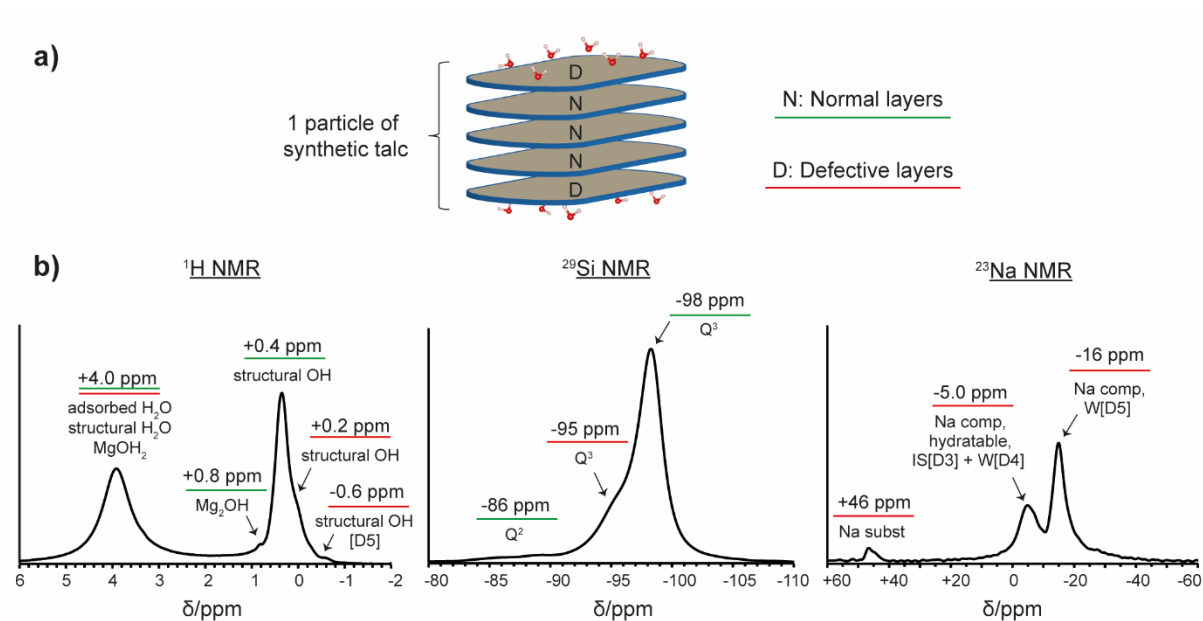 a)
1 particle of
synthetic talc
D
N
N
N
D
N: Normal layers
D: Defective layers
b)
¹H NMR
+4.0 ppm
adsorbed H₂O
structural H₂O
MgOH₂
+0.4 ppm
structural OH
+0.8 ppm
Mg₂OH
+0.2 ppm
structural OH
-0.6 ppm
structural OH
[D5]
6 5 4 3 2 1 0 -1 -2
δ/ppm
²⁹Si NMR
-98 ppm
Q³
-95 ppm
Q³
-86 ppm
Q²
-80 -85 -90 -95 -100 -105 -110
δ/ppm
²³Na NMR
-16 ppm
Na comp,
W[D5]
-5.0 ppm
Na comp,
hydratable,
IS[D3] + W[D4]
+46 ppm
Na subst
+60 +40 +20 0 -20 -40 -60
δ/ppm